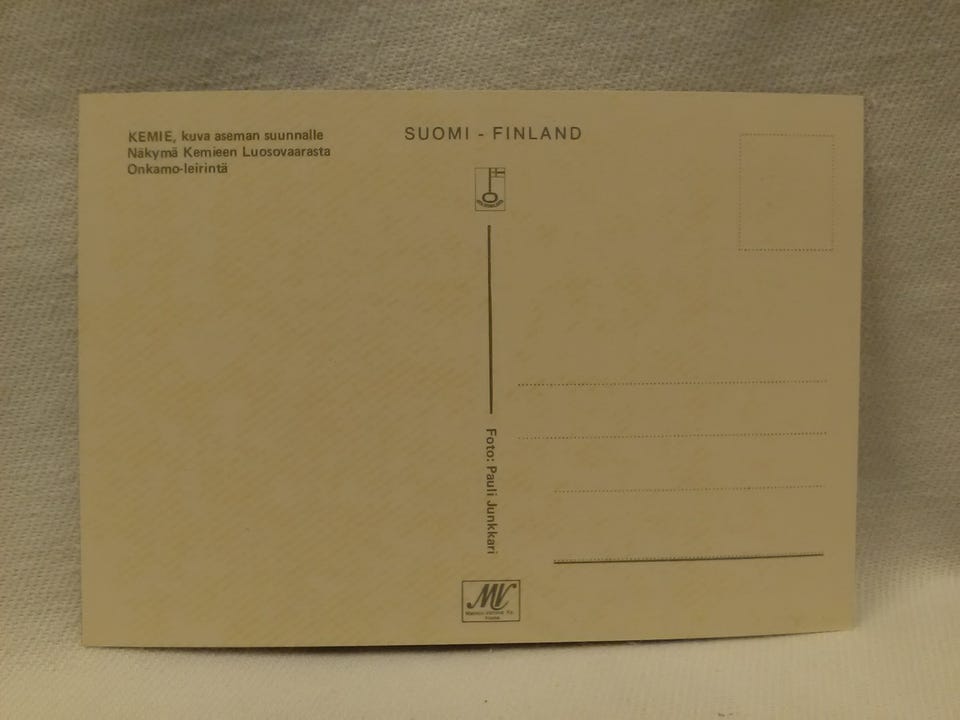 KEMIE, kuva aseman suunnalle
Näkymä Kemieen Luosovaarasta
Onkamo-leirintä
SUOMI - FINLAND
Foto: Pauli Junkkari
MV